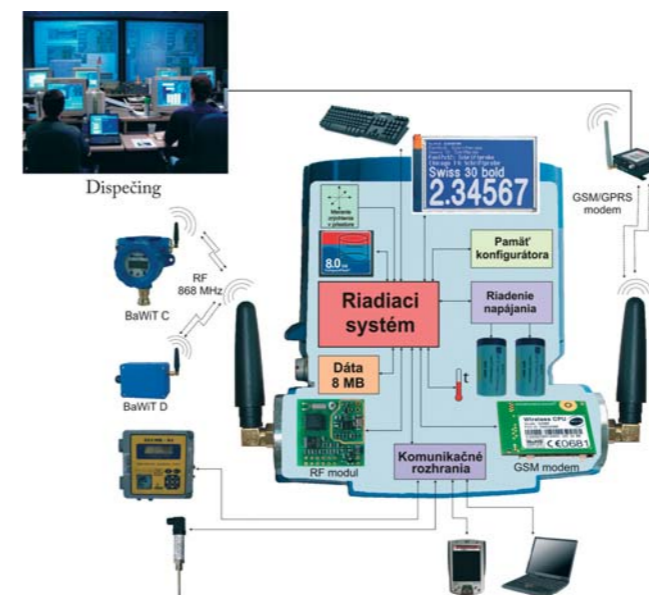 Dispečing
Swiss 30 bold
2.34567
GSM/GPRS
modem
Meranie
zrýchlenia
v priestore
8.0
Pamäť
konfigurátora
RF
868 MHz
BaWiT C
Riadiaci
systém
Riadenie
napájania
BaWiT D
Dáta
8 MB
t
Wireless CPU
CE0681
RF modul
Komunikačné
rozhrania
GSM modem